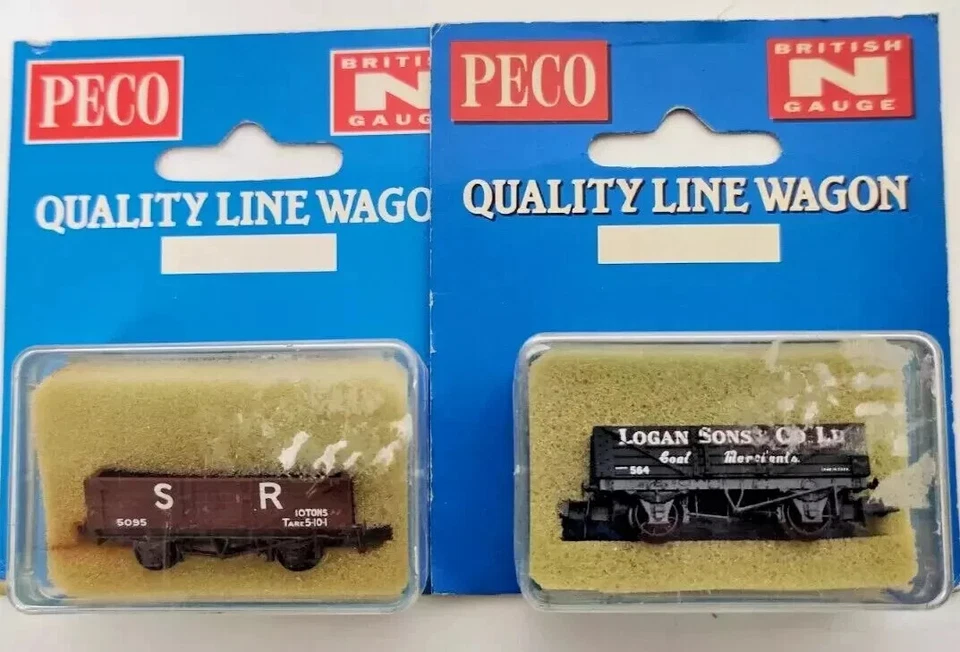 PECO
BRITISH
N
GAUGE
QUALITY LINE WAGO
S R
5095
10TONS
TARE 5-10-1
PECO
BRITISH
N
GAUGE
QUALITY LINE WAGON
LOGAN SONS & CO LD
Coal Merchants
564